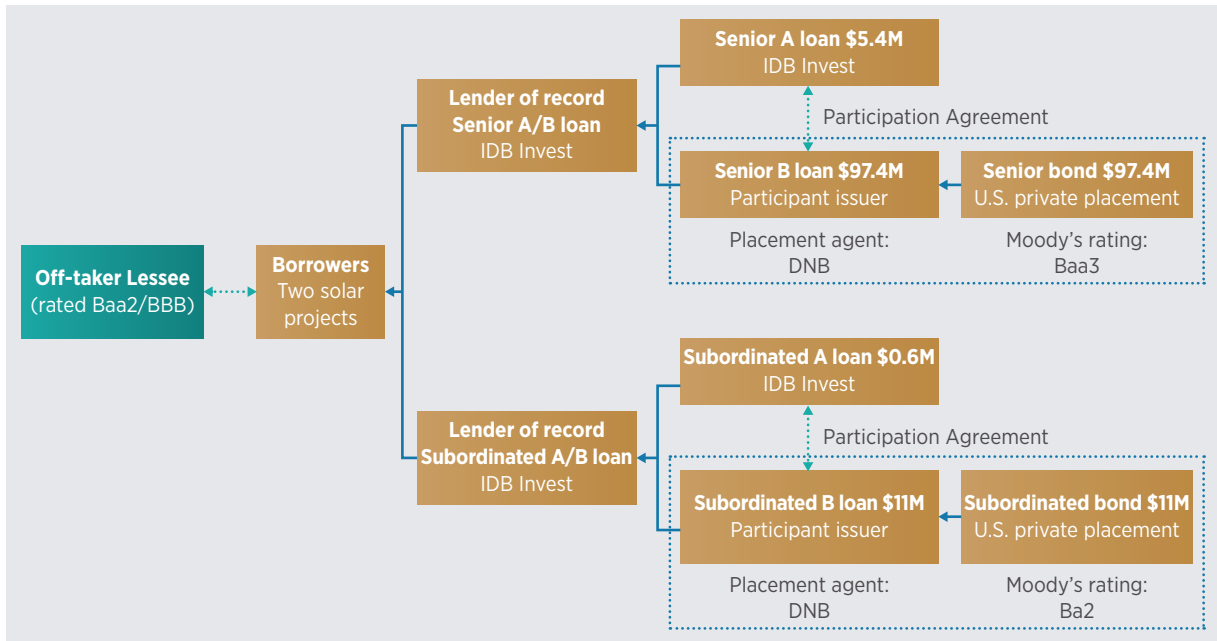 Senior A loan $5.4M
IDB Invest
Lender of record
Senior A/B loan
IDB Invest
Participation Agreement
Senior B loan $97.4M
Participant issuer
Senior bond $97.4M
U.S. private placement
Placement agent:
DNB
Moody’s rating:
Baa3
Off-taker Lessee
(rated Baa2/BBB)
Borrowers
Two solar
projects
Subordinated A loan $0.6M
IDB Invest
Lender of record
Subordinated A/B loan
IDB Invest
Participation Agreement
Subordinated B loan $11M
Participant issuer
Subordinated bond $11M
U.S. private placement
Placement agent:
DNB
Moody’s rating:
Ba2